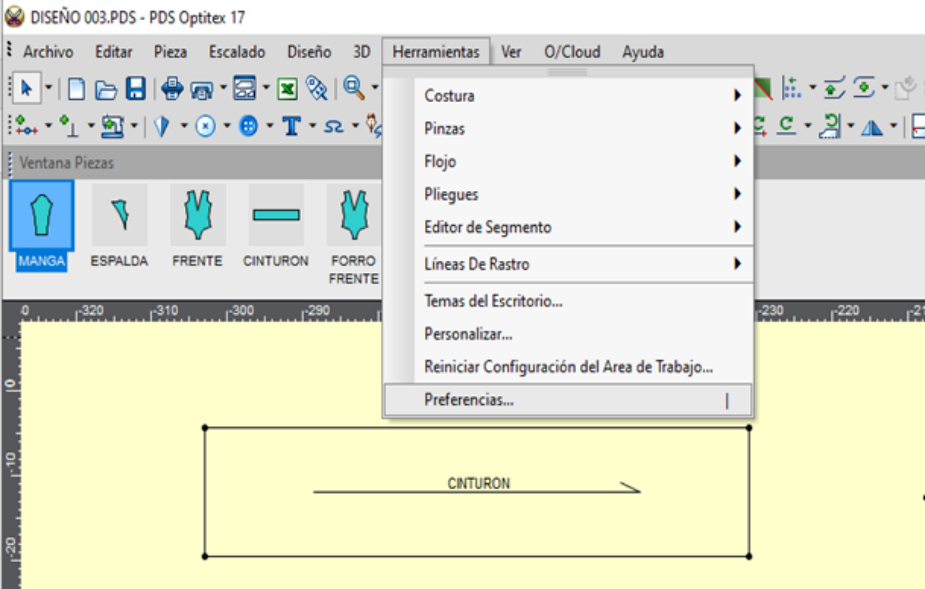 DISEÑO 003.PDS - PDS Optitex 17
Archivo Editar Pieza Escalado Diseño 3D Herramientas Ver O/Cloud Ayuda
Costura
Pinzas
Flojo
Pliegues
Editor de Segmento
Líneas De Rastro
Temas del Escritorio...
Personalizar...
Reiniciar Configuración del Area de Trabajo...
Preferencias... |
Ventana Piezas
MANGA ESPALDA FRENTE CINTURON FORRO
FRENTE
0 -320 -310 -300 -290 -230 -220 -21
0
-10
-20
CINTURON